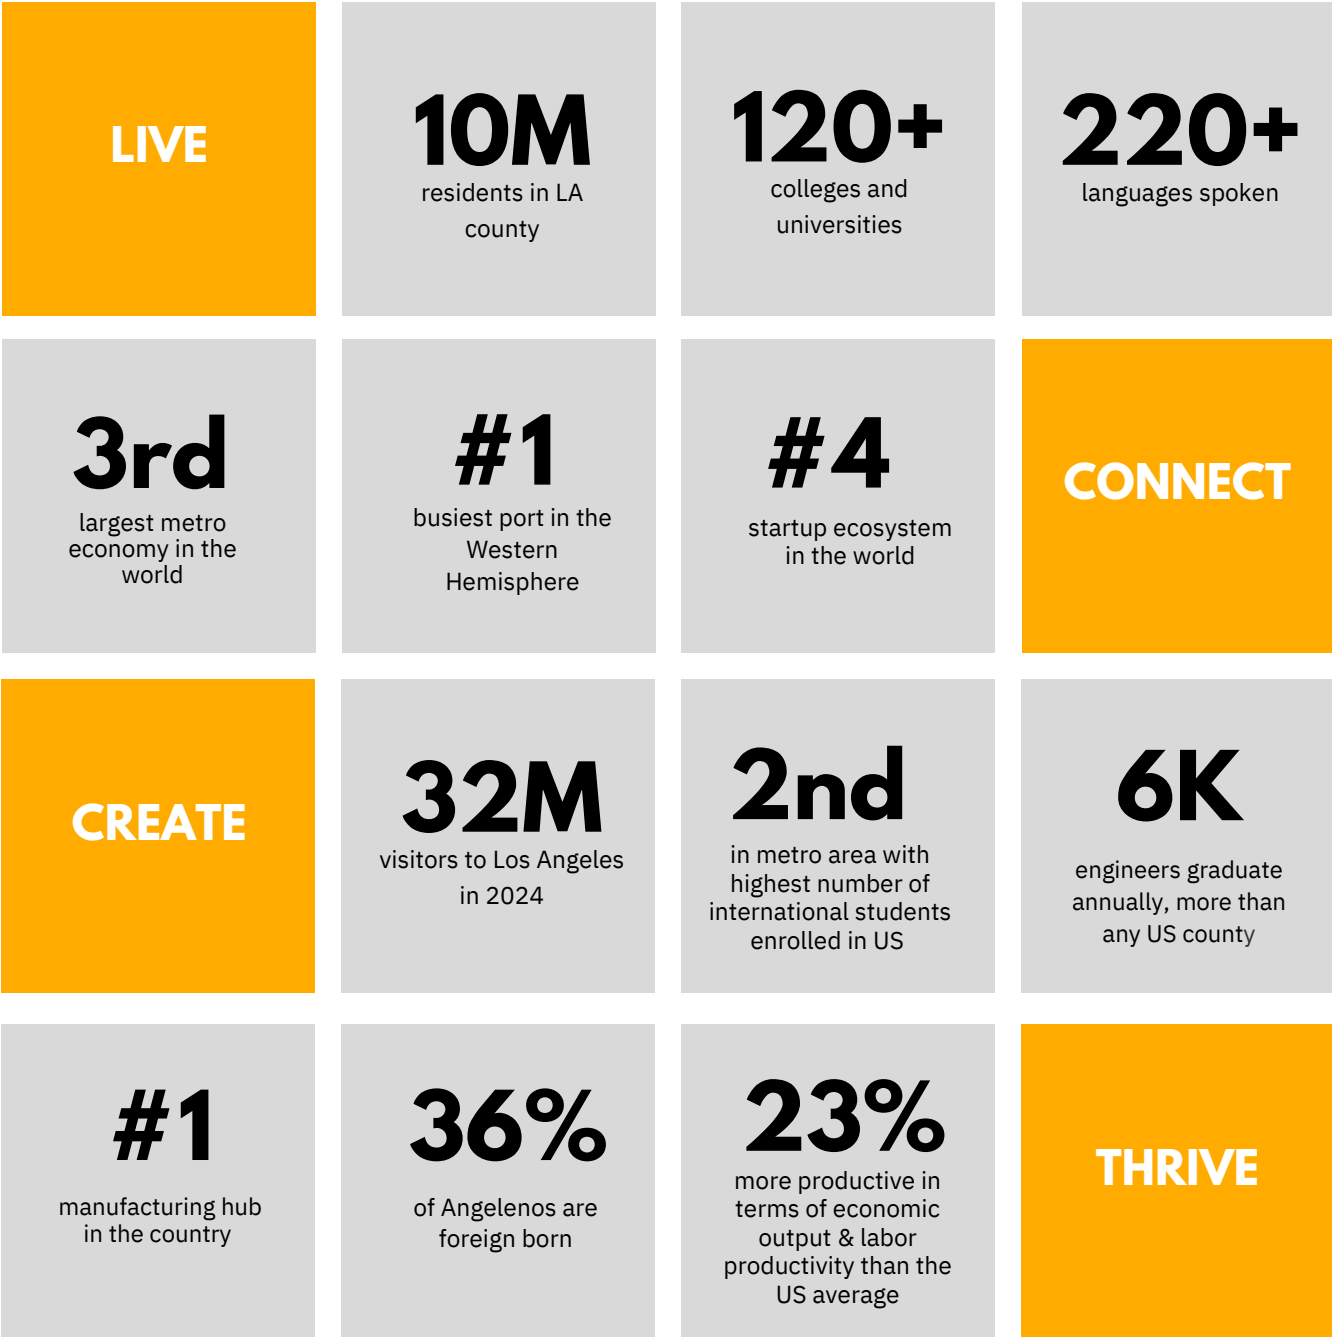 LIVE
10M
residents in LA
county
120+
colleges and
universities
220+
languages spoken
3rd
largest metro
economy in the
world
#1
busiest port in the
Western
Hemisphere
#4
startup ecosystem
in the world
CONNECT
CREATE
32M
visitors to Los Angeles
in 2024
2nd
in metro area with
highest number of
international students
enrolled in US
6K
engineers graduate
annually, more than
any US county
#1
manufacturing hub
in the country
36%
of Angelenos are
foreign born
23%
more productive in
terms of economic
output & labor
productivity than the
US average
THRIVE